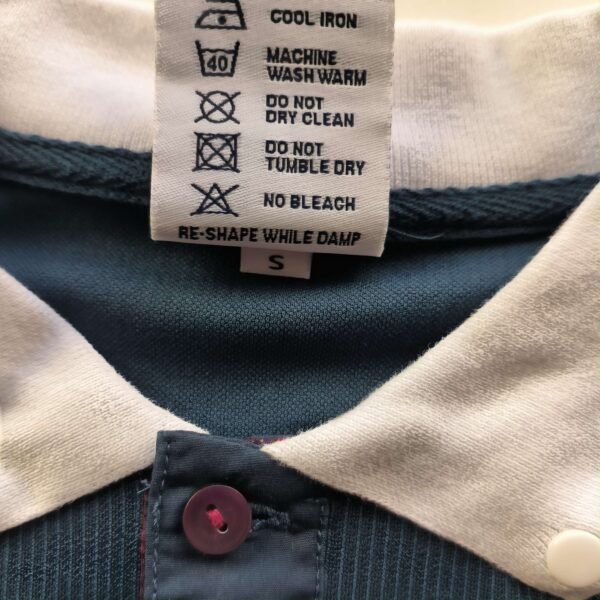 COOL IRON
40
MACHINE
WASH WARM
DO NOT
DRY CLEAN
DO NOT
TUMBLE DRY
NO BLEACH
RE-SHAPE WHILE DAMP
S